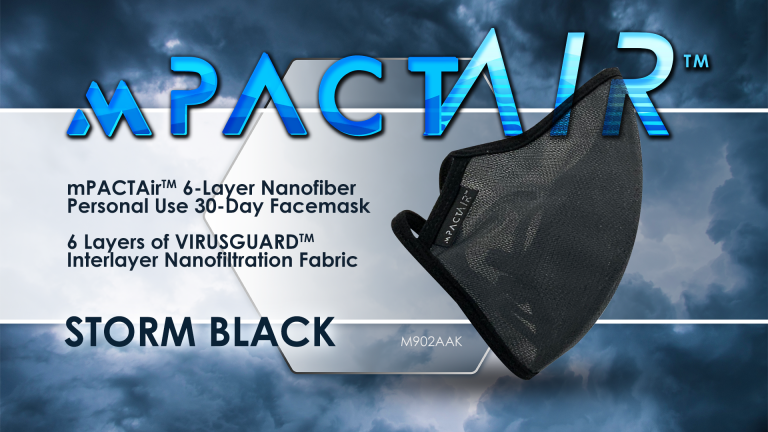 mPACTAIR™
mPACTAir™ 6-Layer Nanofiber
Personal Use 30-Day Facemask
6 Layers of VIRUSGUARD™
Interlayer Nanofiltration Fabric
STORM BLACK
M902AAK
mPACTAIR™